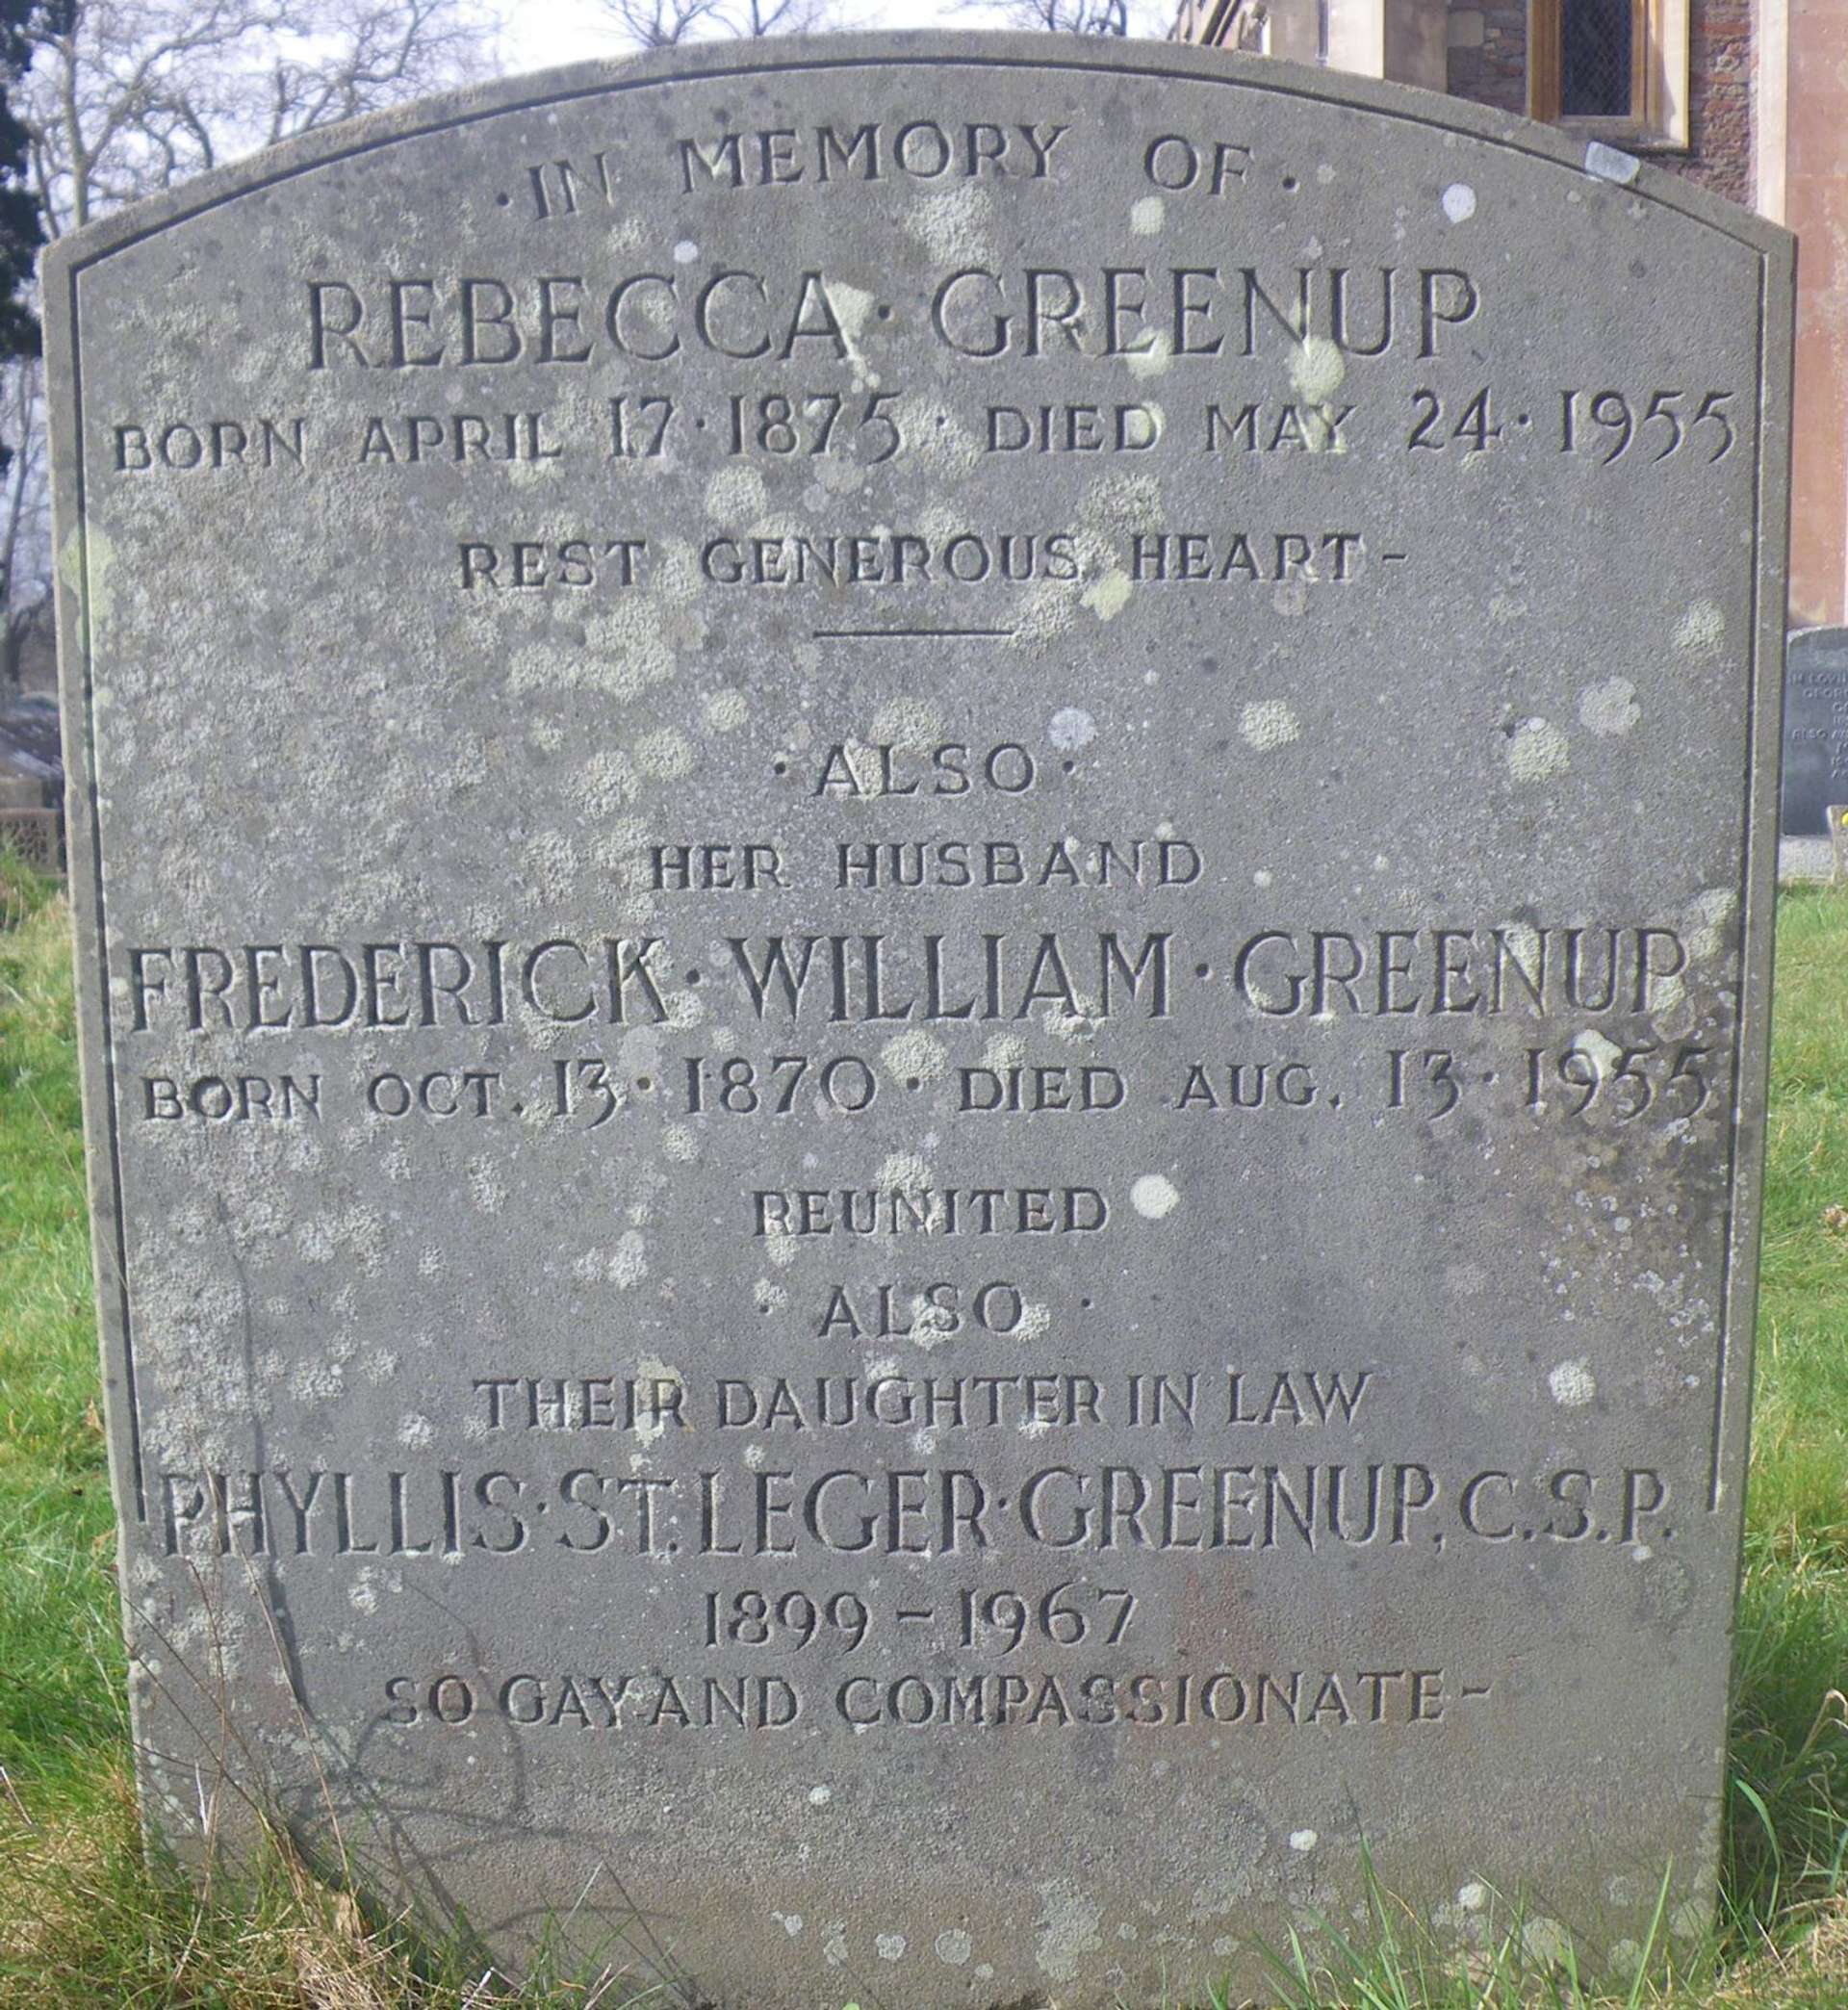 ·IN MEMORY OF·
REBECCA·GREENUP
BORN APRIL 17·1875·DIED MAY 24·1955
REST GENEROUS HEART-
·ALSO·
HER HUSBAND
FREDERICK·WILLIAM·GREENUP
BORN OCT. 13·1870·DIED AUG. 13·1955
REUNITED
·ALSO·
THEIR DAUGHTER IN LAW
PHYLLIS·ST.LEGER·GREENUP, C.S.P.
1899-1967
SO GAY AND COMPASSIONATE-